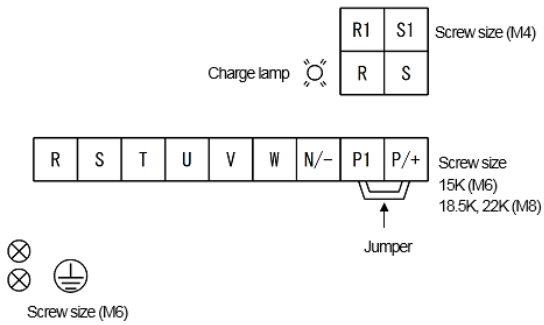 R1 S1 Screw size (M4)
Charge lamp R S
R S T U V W N/- P1 P/+ Screw size
15K (M6)
18.5K, 22K (M8)
Jumper
Screw size (M6)